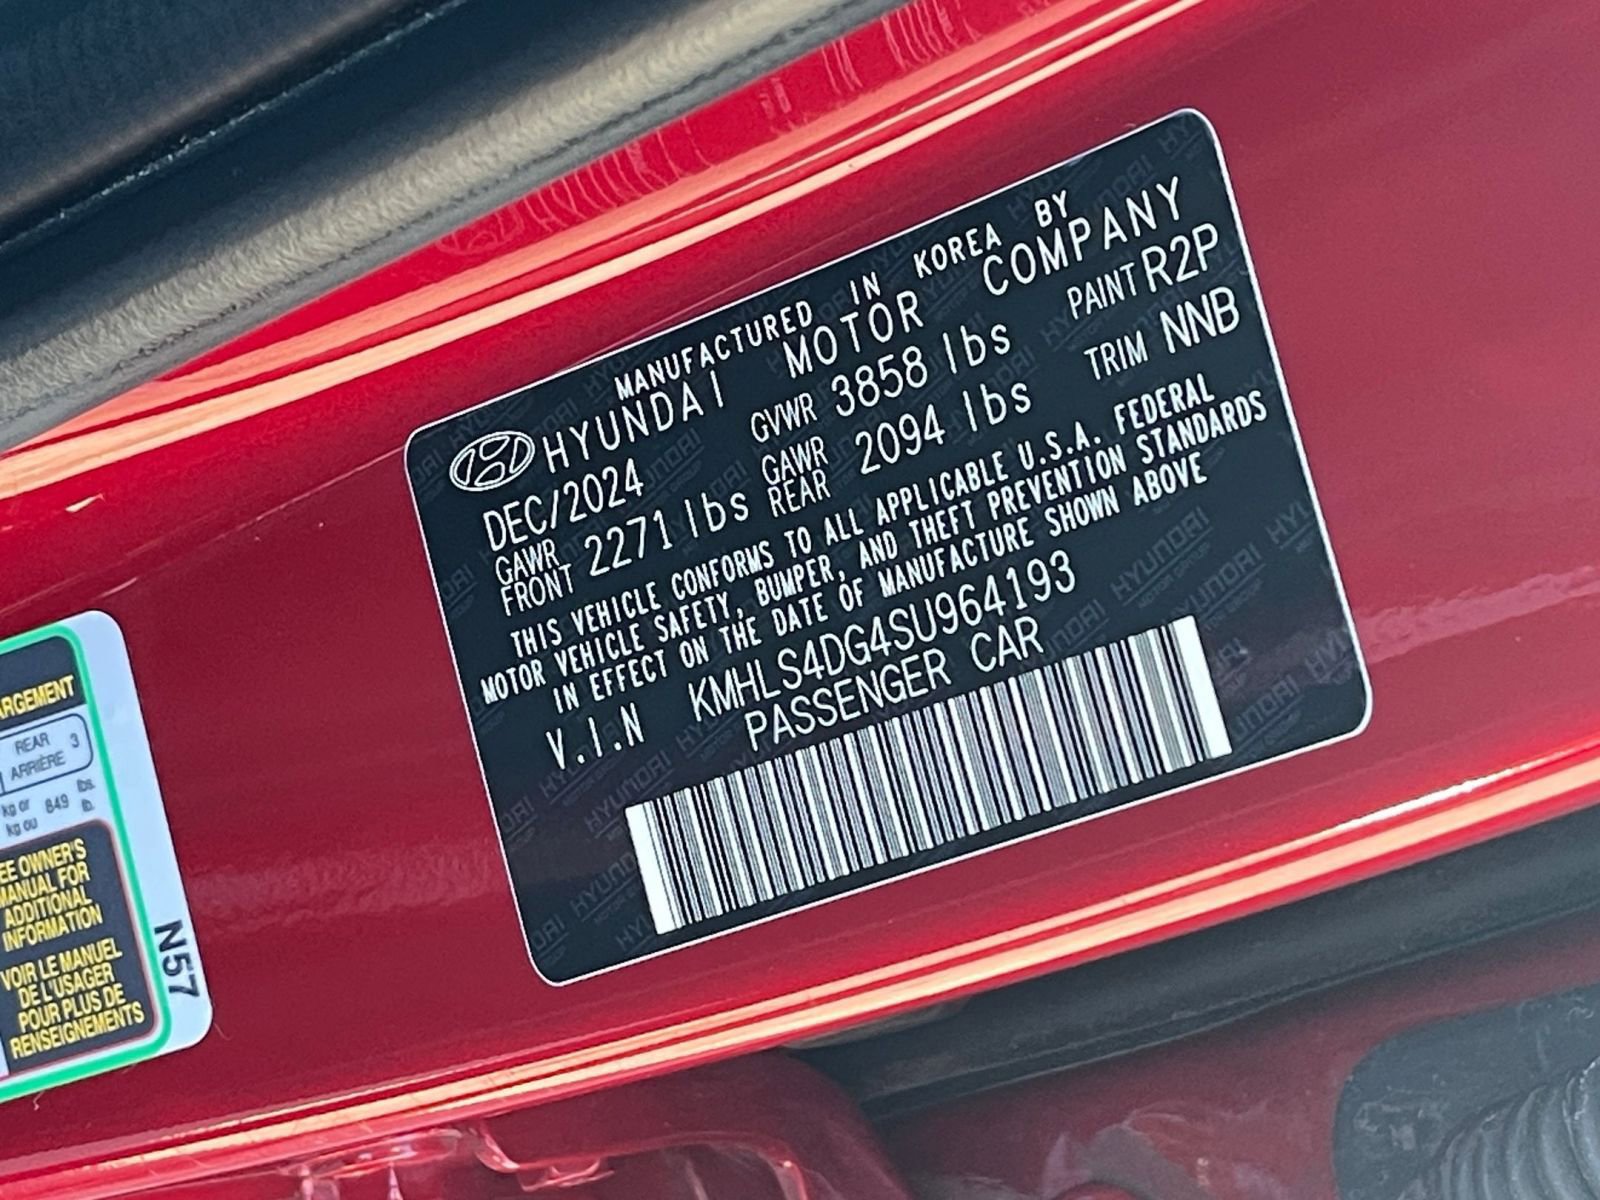 MANUFACTURED IN KOREA BY
HYUNDAI MOTOR COMPANY
DEC/2024 GVWR 3858 lbs PAINT R2P
GAWR FRONT 2271 lbs GAWR REAR 2094 lbs TRIM NNB
THIS VEHICLE CONFORMS TO ALL APPLICABLE U.S.A. FEDERAL
MOTOR VEHICLE SAFETY, BUMPER, AND THEFT PREVENTION STANDARDS
IN EFFECT ON THE DATE OF MANUFACTURE SHOWN ABOVE
V.I.N KMHLS4DG4SU964193
PASSENGER CAR
ARGEMENT
REAR 3
ARRIÈRE
kg or 849 lbs.
kg ou lb.
EE OWNER'S
MANUAL FOR
ADDITIONAL
INFORMATION
VOIR LE MANUEL
DE L'USAGER
POUR PLUS DE
RENSEIGNEMENTS
N57